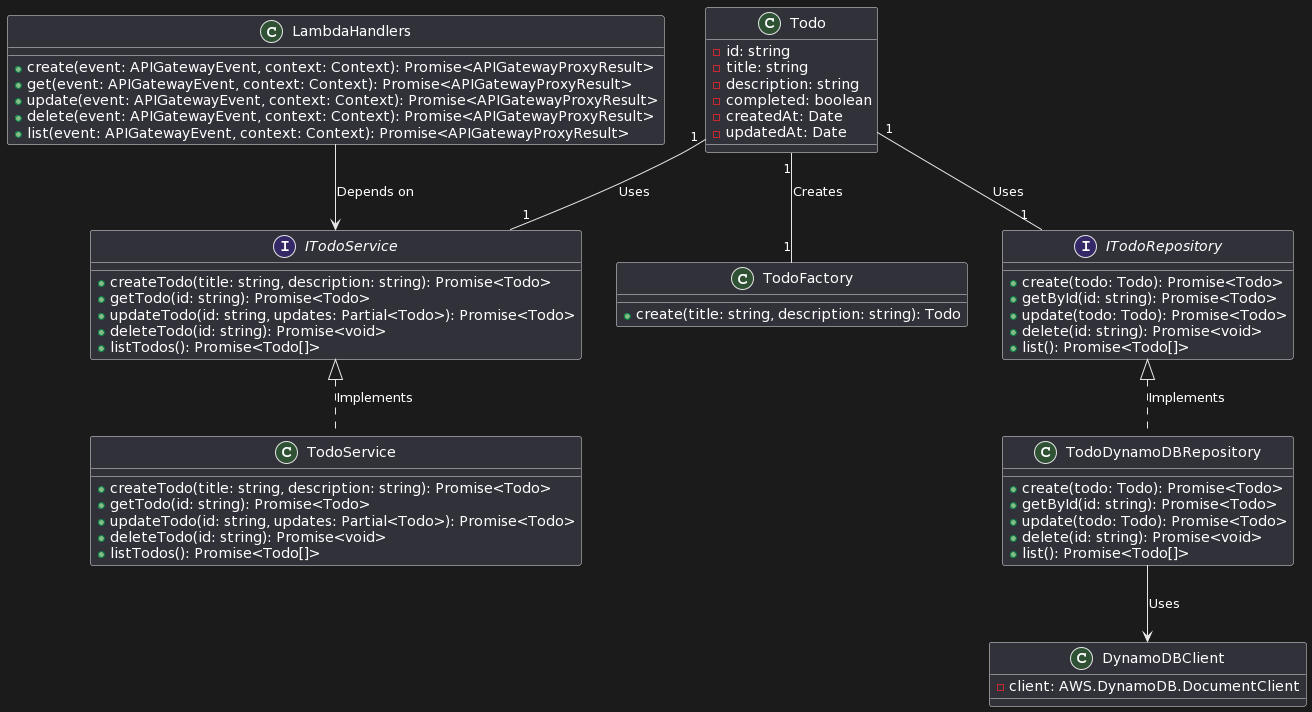 C LambdaHandlers
create(event: APIGatewayEvent, context: Context): Promise<APIGatewayProxyResult>
get(event: APIGatewayEvent, context: Context): Promise<APIGatewayProxyResult>
update(event: APIGatewayEvent, context: Context): Promise<APIGatewayProxyResult>
delete(event: APIGatewayEvent, context: Context): Promise<APIGatewayProxyResult>
list(event: APIGatewayEvent, context: Context): Promise<APIGatewayProxyResult>
C Todo
id: string
title: string
description: string
completed: boolean
createdAt: Date
updatedAt: Date
Depends on
1
Uses
1
1
Creates
1
1
Uses
1
I ITodoService
createTodo(title: string, description: string): Promise<Todo>
getTodo(id: string): Promise<Todo>
updateTodo(id: string, updates: Partial<Todo>): Promise<Todo>
deleteTodo(id: string): Promise<void>
listTodos(): Promise<Todo[]>
C TodoFactory
create(title: string, description: string): Todo
I ITodoRepository
create(todo: Todo): Promise<Todo>
getById(id: string): Promise<Todo>
update(todo: Todo): Promise<Todo>
delete(id: string): Promise<void>
list(): Promise<Todo[]>
Implements
Implements
C TodoService
createTodo(title: string, description: string): Promise<Todo>
getTodo(id: string): Promise<Todo>
updateTodo(id: string, updates: Partial<Todo>): Promise<Todo>
deleteTodo(id: string): Promise<void>
listTodos(): Promise<Todo[]>
C TodoDynamoDBRepository
create(todo: Todo): Promise<Todo>
getById(id: string): Promise<Todo>
update(todo: Todo): Promise<Todo>
delete(id: string): Promise<void>
list(): Promise<Todo[]>
Uses
C DynamoDBClient
client: AWS.DynamoDB.DocumentClient